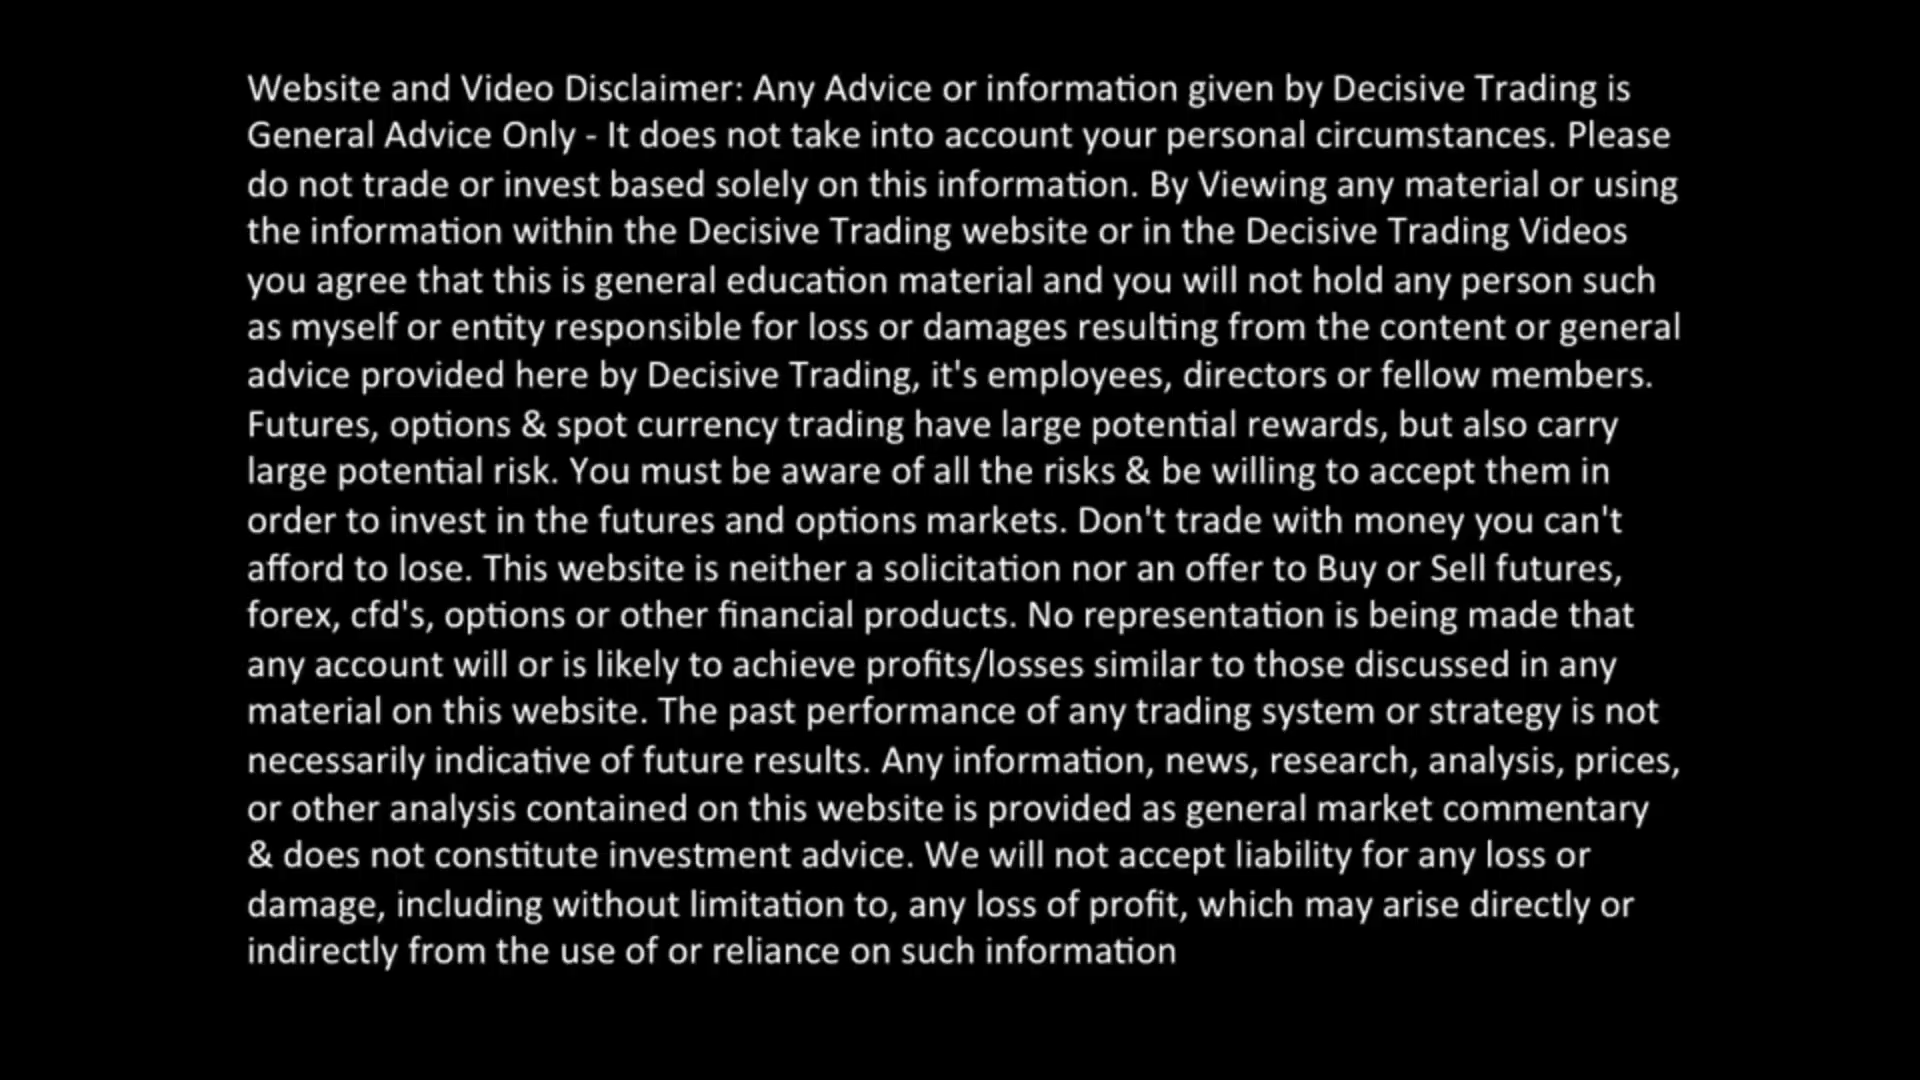 Website and Video Disclaimer: Any Advice or information given by Decisive Trading is
General Advice Only - It does not take into account your personal circumstances. Please
do not trade or invest based solely on this information. By Viewing any material or using
the information within the Decisive Trading website or in the Decisive Trading Videos
you agree that this is general education material and you will not hold any person such
as myself or entity responsible for loss or damages resulting from the content or general
advice provided here by Decisive Trading, it's employees, directors or fellow members.
Futures, options & spot currency trading have large potential rewards, but also carry
large potential risk. You must be aware of all the risks & be willing to accept them in
order to invest in the futures and options markets. Don't trade with money you can't
afford to lose. This website is neither a solicitation nor an offer to Buy or Sell futures,
forex, cfd's, options or other financial products. No representation is being made that
any account will or is likely to achieve profits/losses similar to those discussed in any
material on this website. The past performance of any trading system or strategy is not
necessarily indicative of future results. Any information, news, research, analysis, prices,
or other analysis contained on this website is provided as general market commentary
& does not constitute investment advice. We will not accept liability for any loss or
damage, including without limitation to, any loss of profit, which may arise directly or
indirectly from the use of or reliance on such information